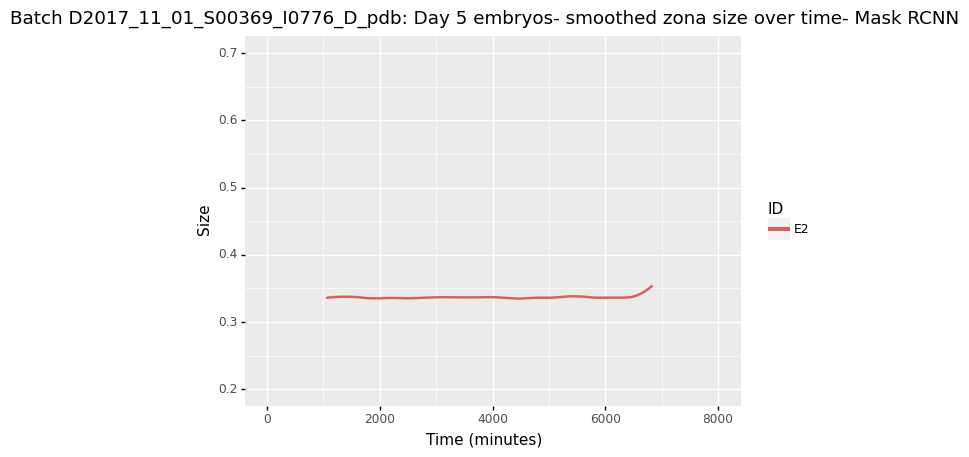 Batch D2017_11_01_S00369_I0776_D_pdb: Day 5 embryos- smoothed zona size over time- Mask RCNN
0.7
0.6
0.5
0.4
0.3
0.2
Size
0 2000 4000 6000 8000
Time (minutes)
ID
E2